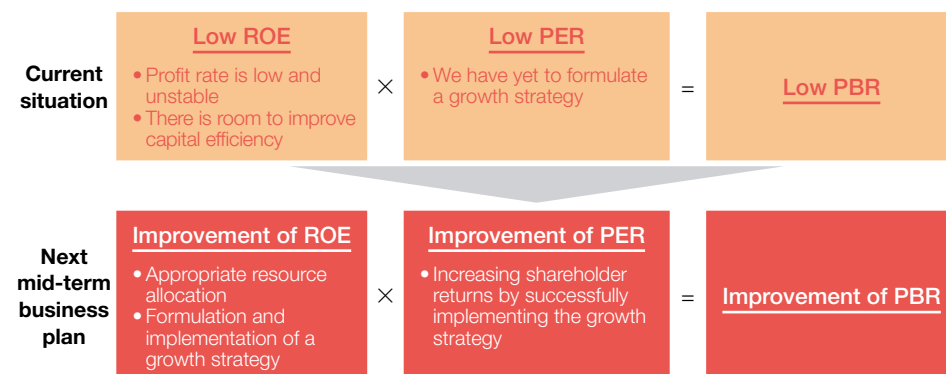 Current
situation
Low ROE
• Profit rate is low and
unstable
• There is room to improve
capital efficiency
×
Low PER
• We have yet to formulate
a growth strategy
=
Low PBR
Next
mid-term
business
plan
Improvement of ROE
• Appropriate resource
allocation
• Formulation and
implementation of a
growth strategy
×
Improvement of PER
• Increasing shareholder
returns by successfully
implementing the growth
strategy
=
Improvement of PBR